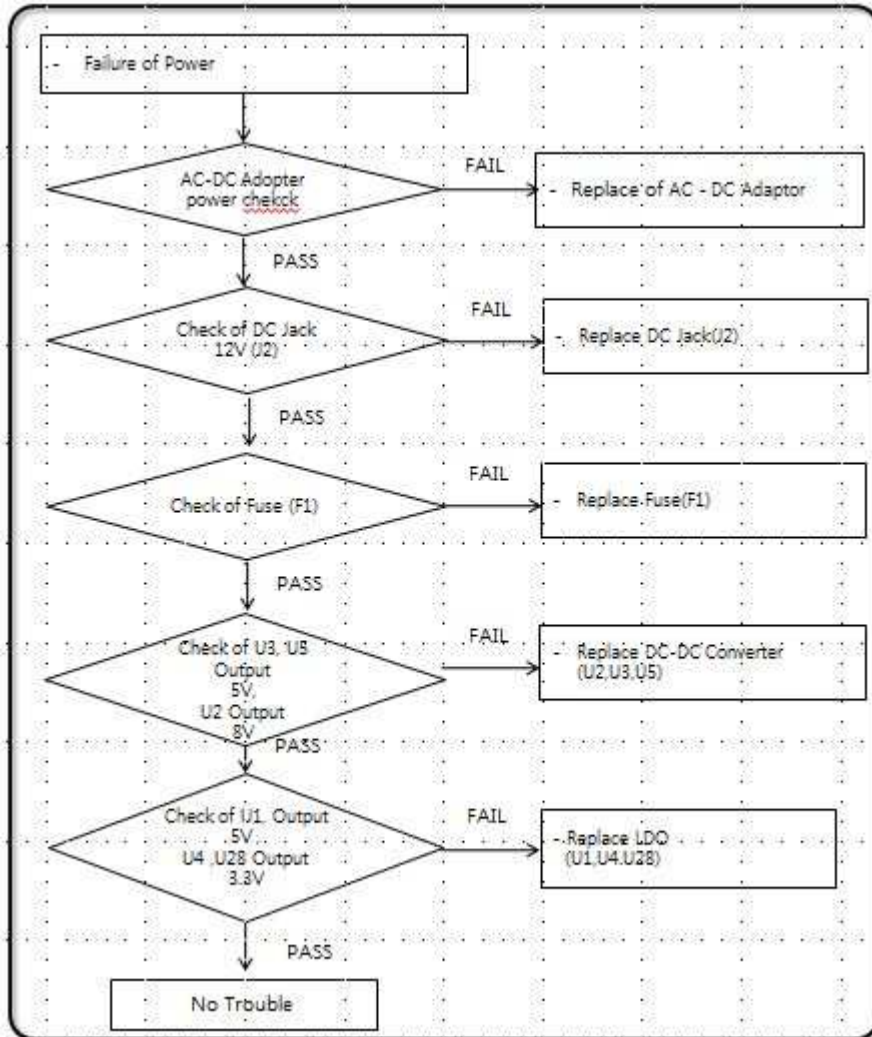 - Failure of Power
AC-DC Adopter
power chekck
FAIL
- Replace of AC - DC Adaptor
PASS
Check of DC Jack
12V (J2)
FAIL
- Replace DC Jack(J2)
PASS
Check of Fuse (F1)
FAIL
- Replace Fuse(F1)
PASS
Check of U3, U5
Output
5V,
U2 Output
8V
FAIL
- Replace DC-DC Converter
(U2,U3,U5)
PASS
Check of U1, Output
5V
U4 ,U28 Output
3.3V
FAIL
- Replace LDO
(U1,U4.U28)
PASS
No Trouble